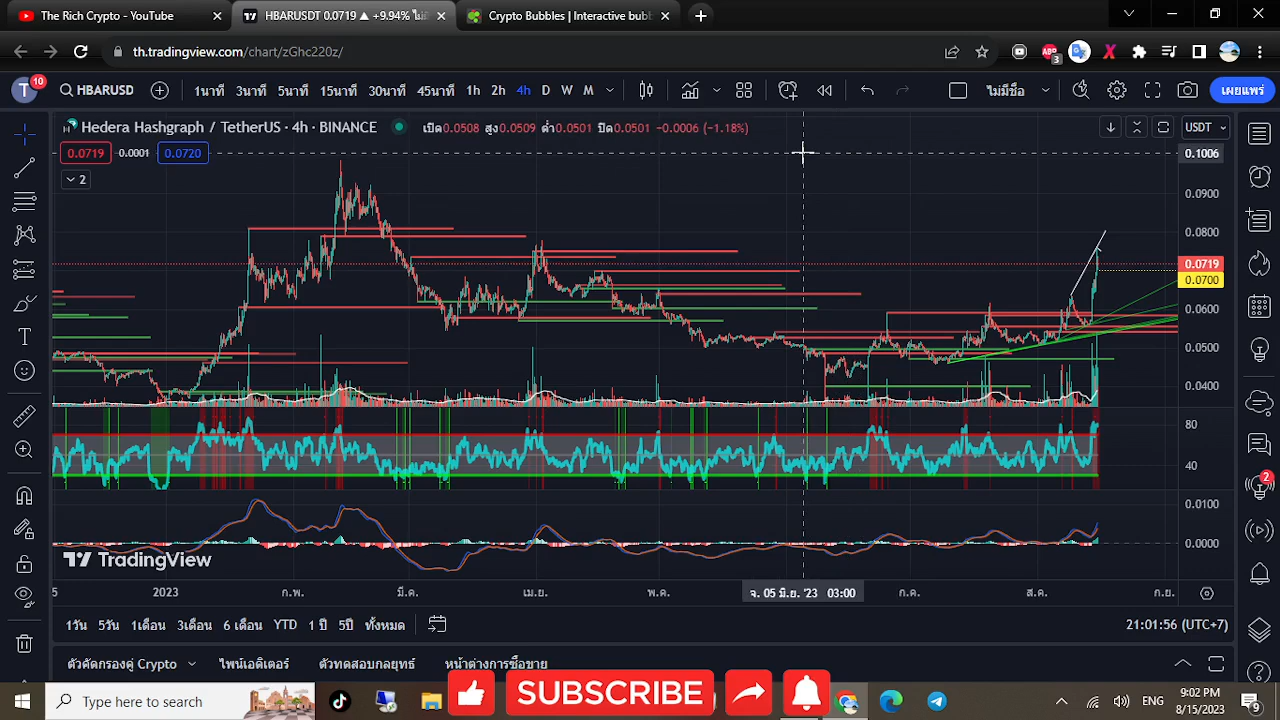 The Rich Crypto - YouTube
HBARUSDT 0.0719 ▲ +9.94% ไม่มี
Crypto Bubbles | Interactive bubb
th.tradingview.com/chart/zGhc220z/
ABP 3
T 10 HBARUSD 1นาที 3นาที 5นาที 15นาที 30นาที 45นาที 1h 2h 4h D W M ไม่มีชื่อ เผยแพร่
Hedera Hashgraph / TetherUS · 4h · BINANCE เปิด0.0508 สูง0.0509 ต่ำ0.0501 ปิด0.0501 −0.0006 (−1.18%) USDT
0.0719 0.0001 0.0720 0.1006
2
0.0900
0.0800
0.0719
0.0700
0.0600
0.0500
0.0400
80
40
2
0.0100
0.0000
TradingView
5 2023 ก.พ. มี.ค. เม.ย. พ.ค. จ. 05 มิ.ย. '23 03:00 ก.ค. ส.ค. ก.ย.
1วัน 5วัน 1เดือน 3เดือน 6 เดือน YTD 1 ปี 5ปี ทั้งหมด 21:01:56 (UTC+7)
ตัวคัดกรองคู่ Crypto ไพน์เอดิเตอร์ ตัวทดสอบกลยุทธ์ หน้าต่างการซื้อขาย
SUBSCRIBE
Type here to search
ENG
9:02 PM
8/15/2023
9